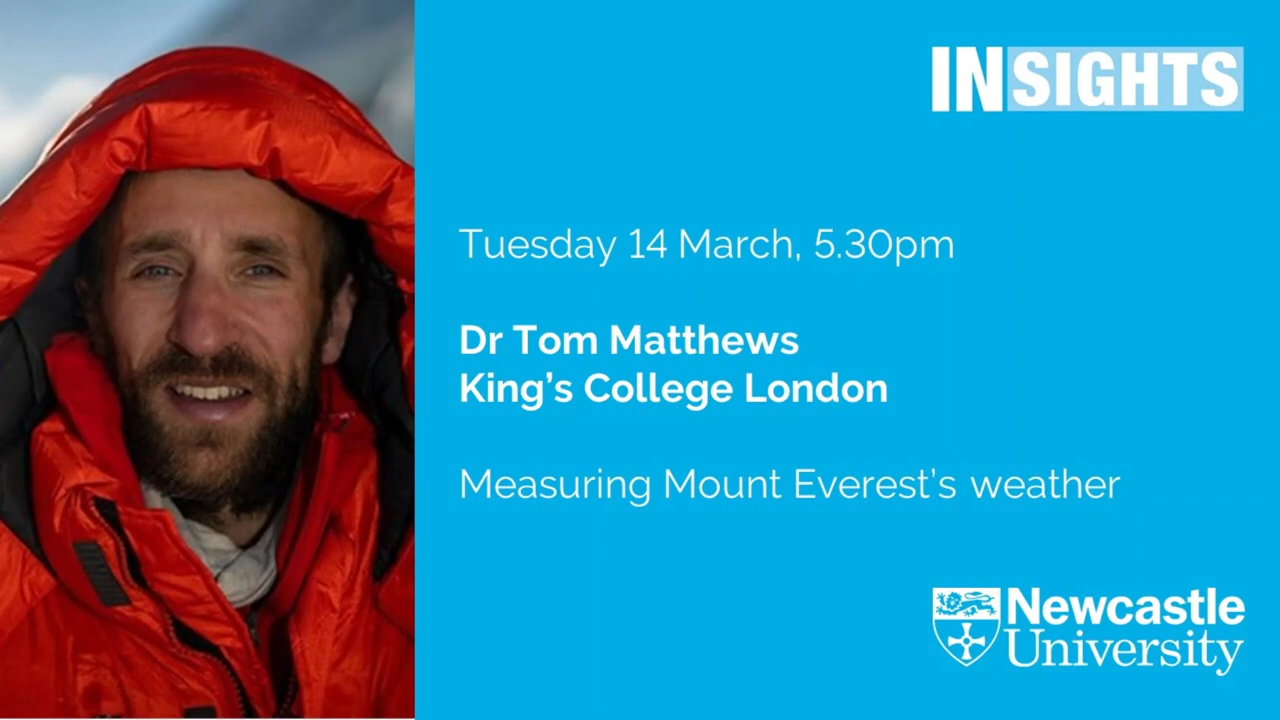 INSIGHTS
Tuesday 14 March, 5.30pm
Dr Tom Matthews
King’s College London
Measuring Mount Everest’s weather
Newcastle
University